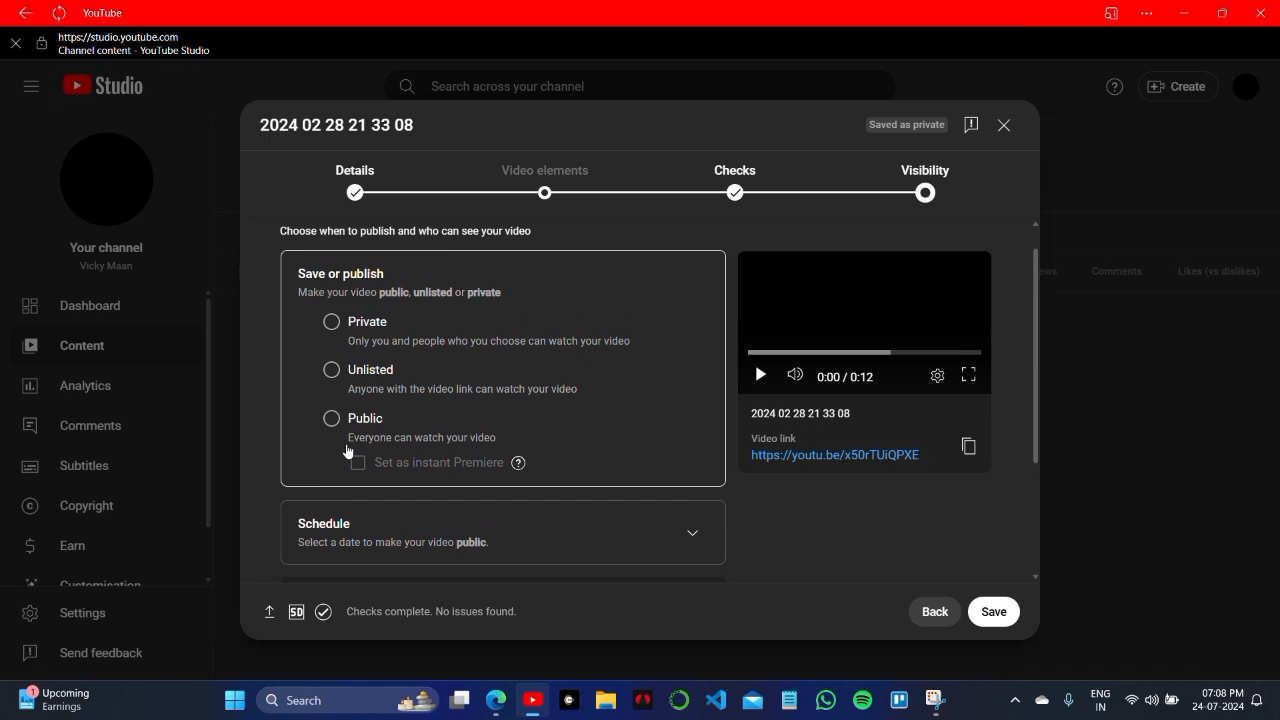 YouTube
https://studio.youtube.com
Channel content - YouTube Studio
Studio
Search across your channel
Create
2024 02 28 21 33 08
Saved as private
Details
Video elements
Checks
Visibility
Your channel
Vicky Maan
Dashboard
Content
Analytics
Comments
Subtitles
Copyright
Earn
Customisation
Settings
Send feedback
Choose when to publish and who can see your video
Save or publish
Make your video public, unlisted or private
Private
Only you and people who you choose can watch your video
Unlisted
Anyone with the video link can watch your video
Public
Everyone can watch your video
Set as instant Premiere
Schedule
Select a date to make your video public.
0:00 / 0:12
2024 02 28 21 33 08
Video link
https://youtu.be/x50rTUiQPXE
Comments
Likes (vs dislikes)
SD
Checks complete. No issues found.
Back
Save
1
Upcoming
Earnings
Search
ENG
IN
07:08 PM
24-07-2024